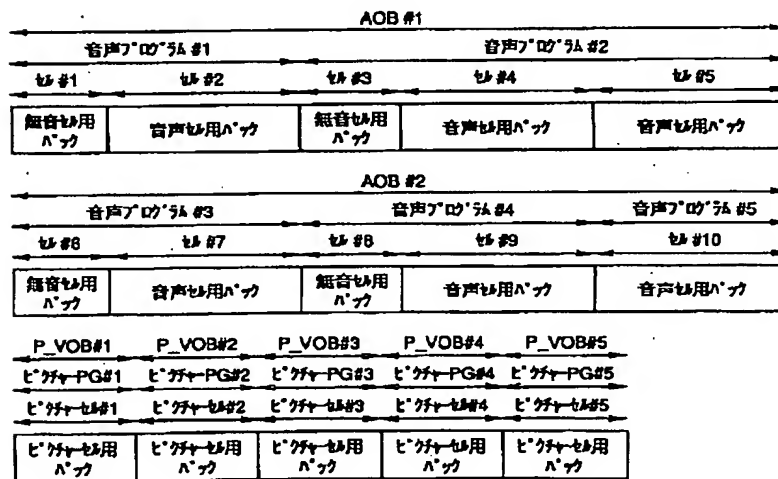 AOB #1
音声プログラム #1 音声プログラム #2
セル #1 セル #2 セル #3 セル #4 セル #5
無音セル用パック 音声セル用パック 無音セル用パック 音声セル用パック 音声セル用パック
AOB #2
音声プログラム #3 音声プログラム #4 音声プログラム #5
セル #6 セル #7 セル #8 セル #9 セル #10
無音セル用パック 音声セル用パック 無音セル用パック 音声セル用パック 音声セル用パック
P_VOB#1 P_VOB#2 P_VOB#3 P_VOB#4 P_VOB#5
ピクチャーPG#1 ピクチャーPG#2 ピクチャーPG#3 ピクチャーPG#4 ピクチャーPG#5
ピクチャーセル#1 ピクチャーセル#2 ピクチャーセル#3 ピクチャーセル#4 ピクチャーセル#5
ピクチャーセル用パック ピクチャーセル用パック ピクチャーセル用パック ピクチャーセル用パック ピクチャーセル用パック